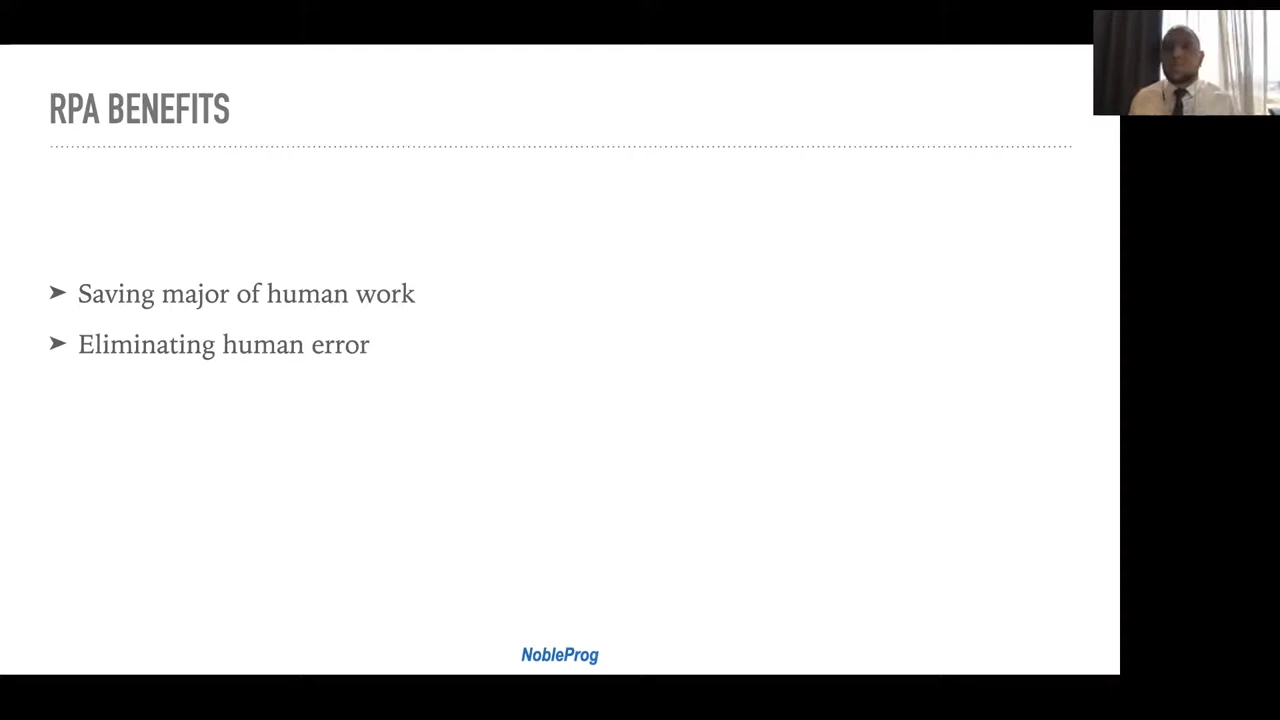 RPA BENEFITS
➤ Saving major of human work
➤ Eliminating human error
NobleProg